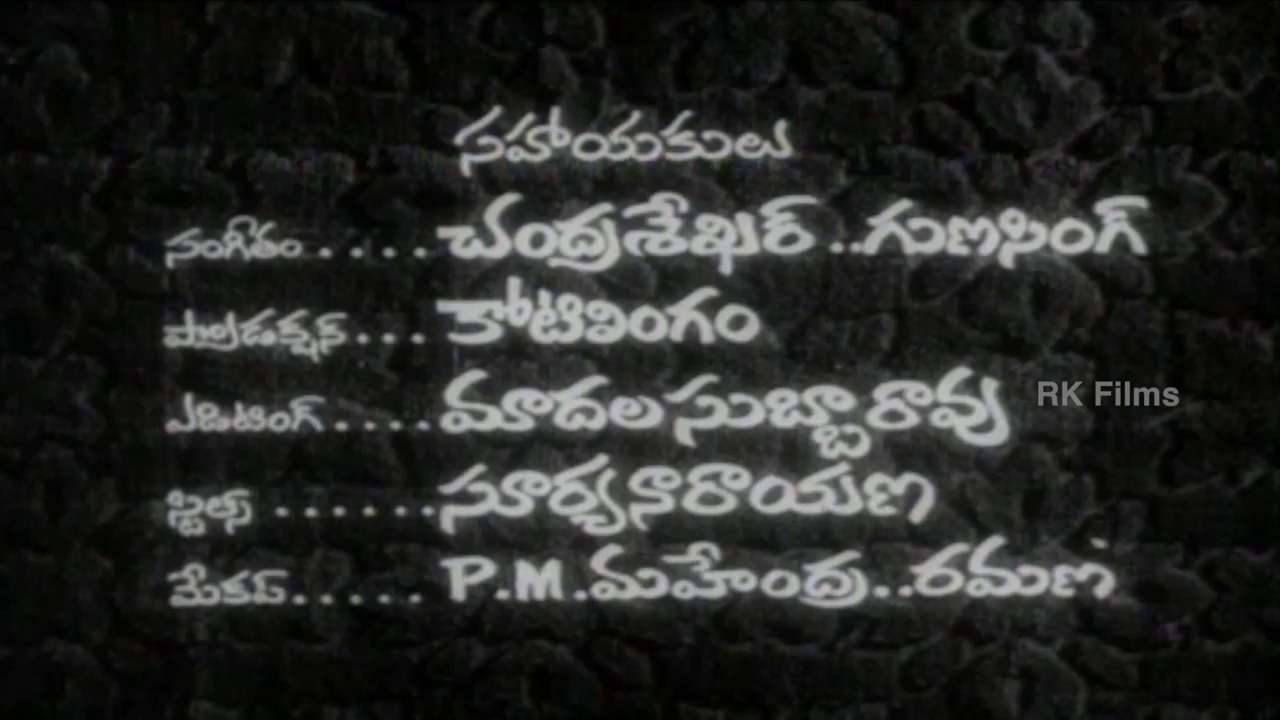 సహాయకులు
సంగీతం.... చంద్రశేఖర్..గుణసింగ్
ప్రొడక్షన్... కోటిలింగం
ఎడిటింగ్.... మాదల సుబ్బారావు
RK Films
స్టిల్స్ ...... సూర్యనారాయణ
మేకప్..... P.M.మహేంద్ర..రమణ